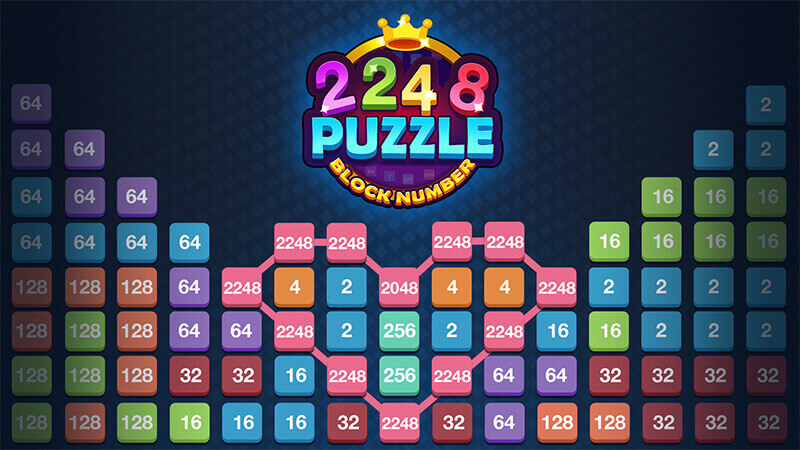 2248
PUZZLE
BLOCK NUMBER
64 2
64 64 2 2
64 64 64 16 16 16
64 64 64 64 2248 2248 2248 2248 16 16 16 16
128 128 128 64 2248 4 2 2048 4 4 2248 2 2 2 2
128 128 128 64 64 2248 2 256 2 2248 16 16 2 2 2
128 128 128 32 32 16 2248 256 2248 64 64 32 32 32 32
128 128 128 16 16 16 32 2248 32 64 128 128 32 32 32